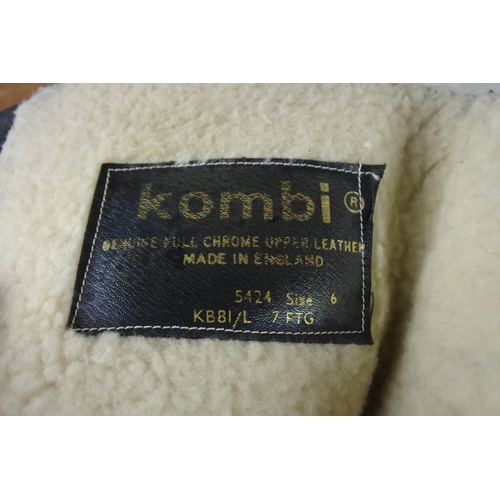 kombi ®
GENUINE FULL CHROME UPPER LEATHER
MADE IN ENGLAND
5424 Size 6
KB81/L 7 FTG